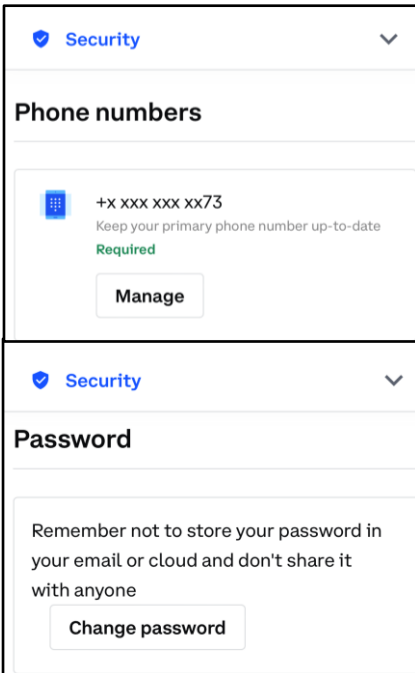 Security
Phone numbers
+x xxx xxx xx73
Keep your primary phone number up-to-date
Required
Manage
Security
Password
Remember not to store your password in
your email or cloud and don't share it
with anyone
Change password